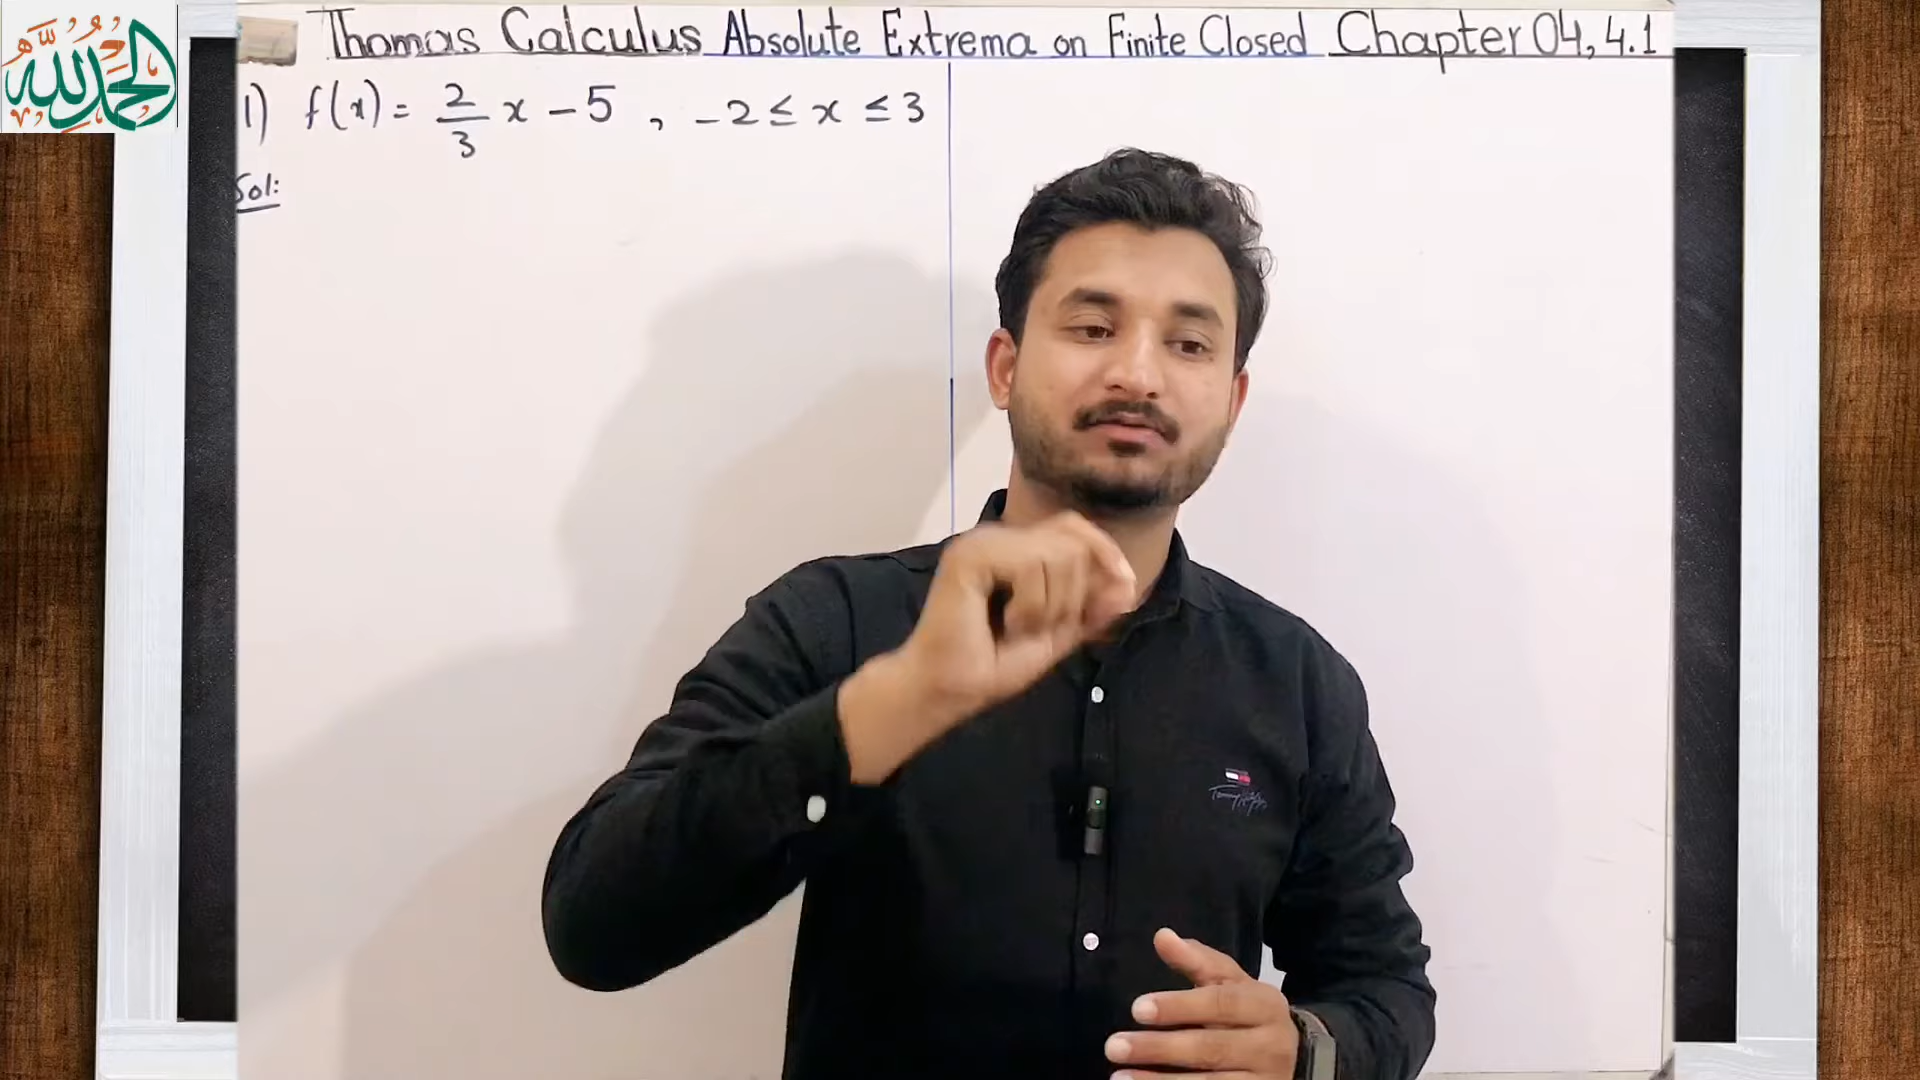 الحمد لله
Thomas Calculus Absolute Extrema on Finite Closed Chapter 04, 4.1
1) f(x) = 2/3 x - 5 , -2 ≤ x ≤ 3
Sol: